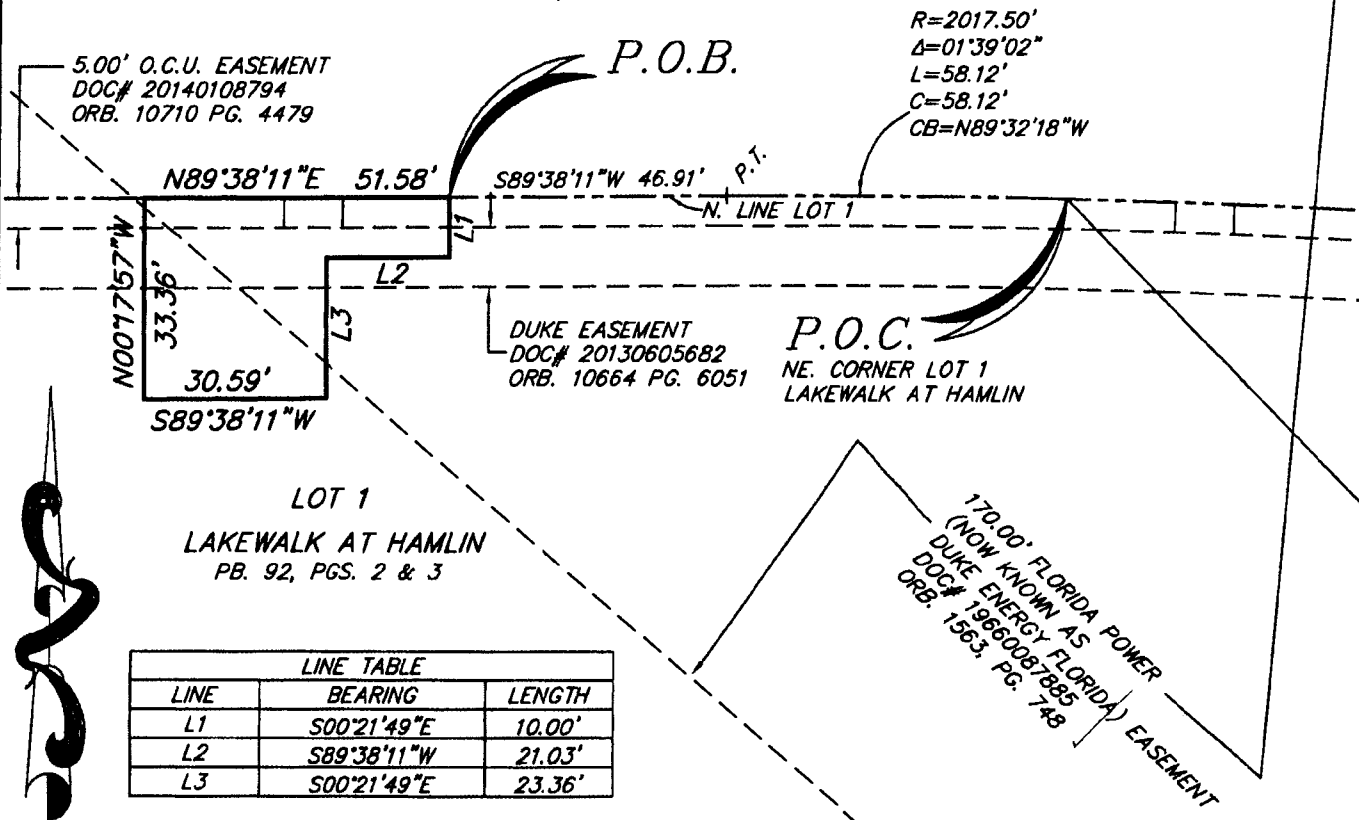 R=2017.50'
Δ=01°39'02"
L=58.12'
C=58.12'
CB=N89°32'18"W
5.00' O.C.U. EASEMENT
DOC# 20140108794
ORB. 10710 PG. 4479
P.O.B.
N89°38'11"E 51.58'
S89°38'11"W 46.91'
P.T.
N. LINE LOT 1
L1
L2
L3
N00°17'57"W
33.36'
30.59'
S89°38'11"W
DUKE EASEMENT
DOC# 20130605682
ORB. 10664 PG. 6051
P.O.C.
NE. CORNER LOT 1
LAKEWALK AT HAMLIN
LOT 1
LAKEWALK AT HAMLIN
PB. 92, PGS. 2 & 3
170.00' FLORIDA POWER
(NOW KNOWN AS
DUKE ENERGY FLORIDA) EASEMENT
DOC# 19660087885
ORB. 1563, PG. 748
LINE TABLE
LINE BEARING LENGTH
L1 S00°21'49"E 10.00'
L2 S89°38'11"W 21.03'
L3 S00°21'49"E 23.36'